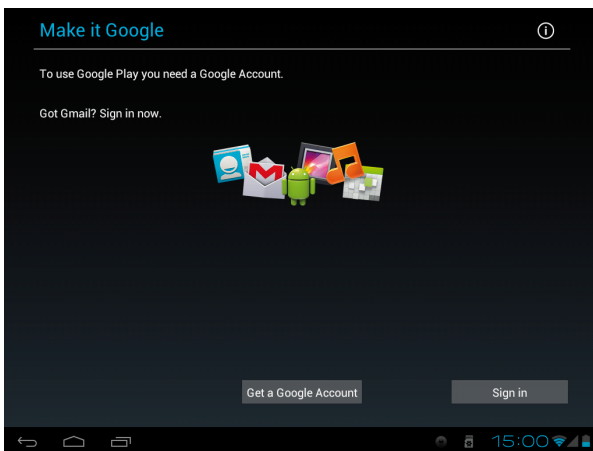 Make it Google
To use Google Play you need a Google Account.
Got Gmail? Sign in now.
Get a Google Account
Sign in
15:00